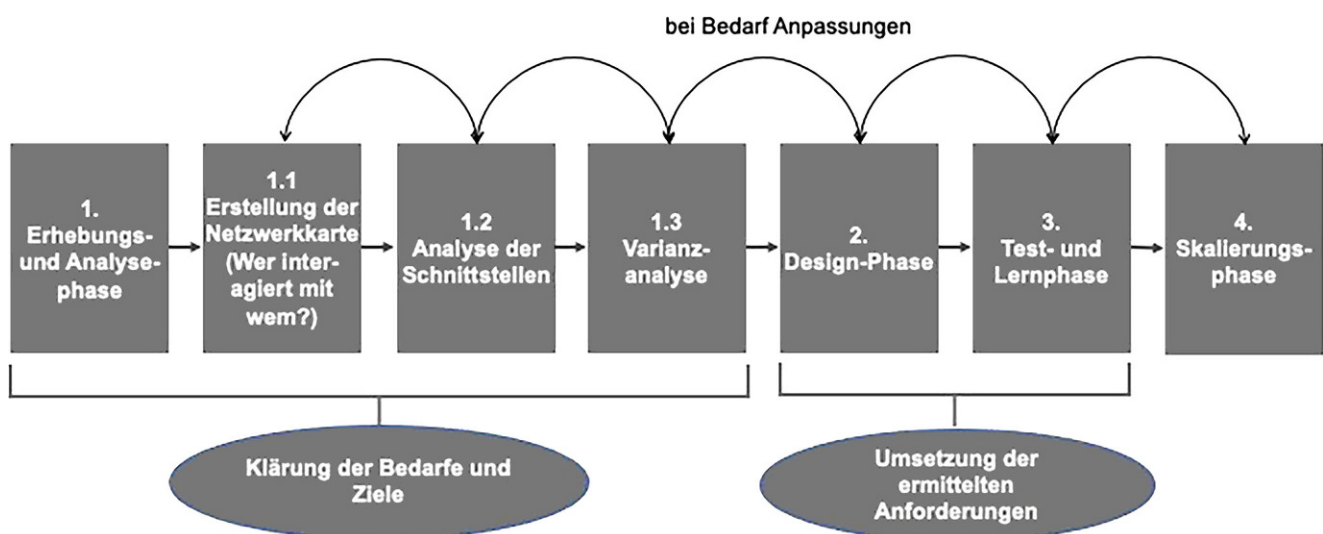 bei Bedarf Anpassungen
1.
Erhebungs-
und Analyse-
phase
1.1
Erstellung der
Netzwerkkarte
(Wer inter-
agiert mit
wem?)
1.2
Analyse der
Schnittstellen
1.3
Varianz-
analyse
2.
Design-Phase
3.
Test- und
Lernphase
4.
Skalierungs-
phase
Klärung der Bedarfe und
Ziele
Umsetzung der
ermittelten
Anforderungen